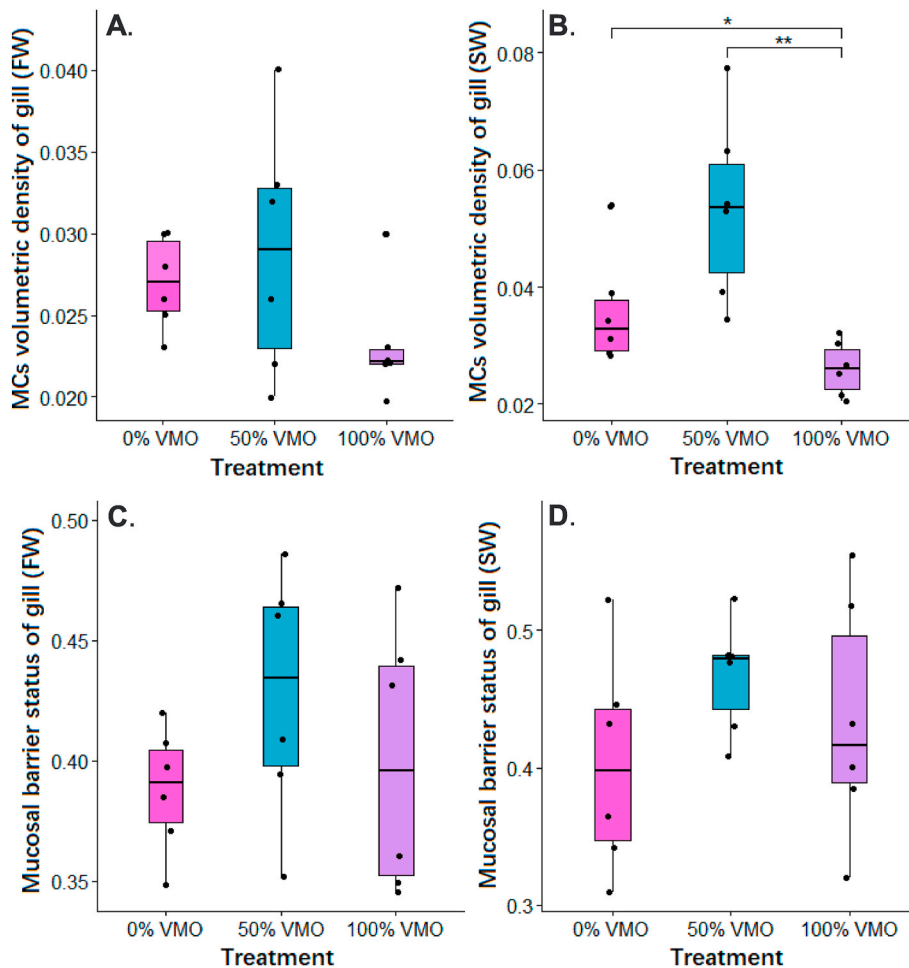 A.
MCs volumetric density of gill (FW)
0.040
0.035
0.030
0.025
0.020
0% VMO 50% VMO 100% VMO
Treatment
B.
* 
**
MCs volumetric density of gill (SW)
0.08
0.06
0.04
0.02
0% VMO 50% VMO 100% VMO
Treatment
C.
Mucosal barrier status of gill (FW)
0.50
0.45
0.40
0.35
0% VMO 50% VMO 100% VMO
Treatment
D.
Mucosal barrier status of gill (SW)
0.5
0.4
0.3
0% VMO 50% VMO 100% VMO
Treatment